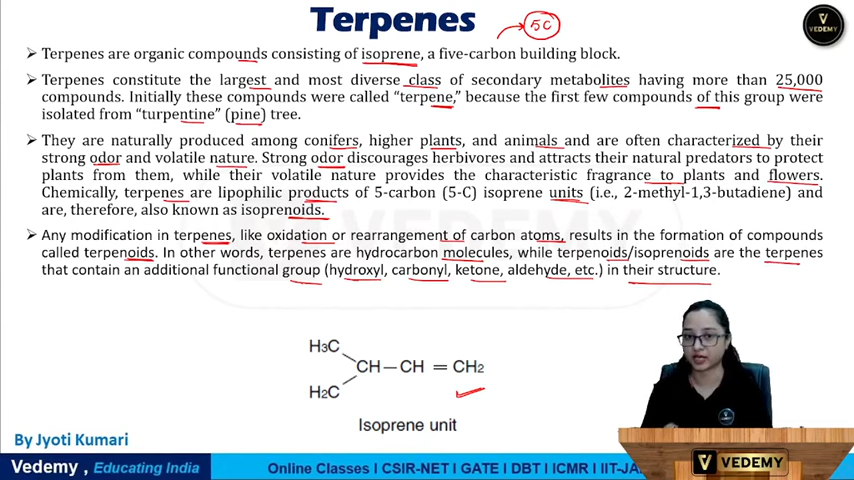 Terpenes
5C
VEDEMY
➢ Terpenes are organic compounds consisting of isoprene, a five-carbon building block.
➢ Terpenes constitute the largest and most diverse class of secondary metabolites having more than 25,000
compounds. Initially these compounds were called "terpene," because the first few compounds of this group were
isolated from "turpentine" (pine) tree.
➢ They are naturally produced among conifers, higher plants, and animals and are often characterized by their
strong odor and volatile nature. Strong odor discourages herbivores and attracts their natural predators to protect
plants from them, while their volatile nature provides the characteristic fragrance to plants and flowers.
Chemically, terpenes are lipophilic products of 5-carbon (5-C) isoprene units (i.e., 2-methyl-1,3-butadiene) and
are, therefore, also known as isoprenoids.
➢ Any modification in terpenes, like oxidation or rearrangement of carbon atoms, results in the formation of compounds
called terpenoids. In other words, terpenes are hydrocarbon molecules, while terpenoids/isoprenoids are the terpenes
that contain an additional functional group (hydroxyl, carbonyl, ketone, aldehyde, etc.) in their structure.
VEDEMY
H3C
CH — CH = CH2
H2C
Isoprene unit
By Jyoti Kumari
VEDEMY
Vedemy , Educating India
Online Classes I CSIR-NET I GATE I DBT I ICMR I IIT-JA